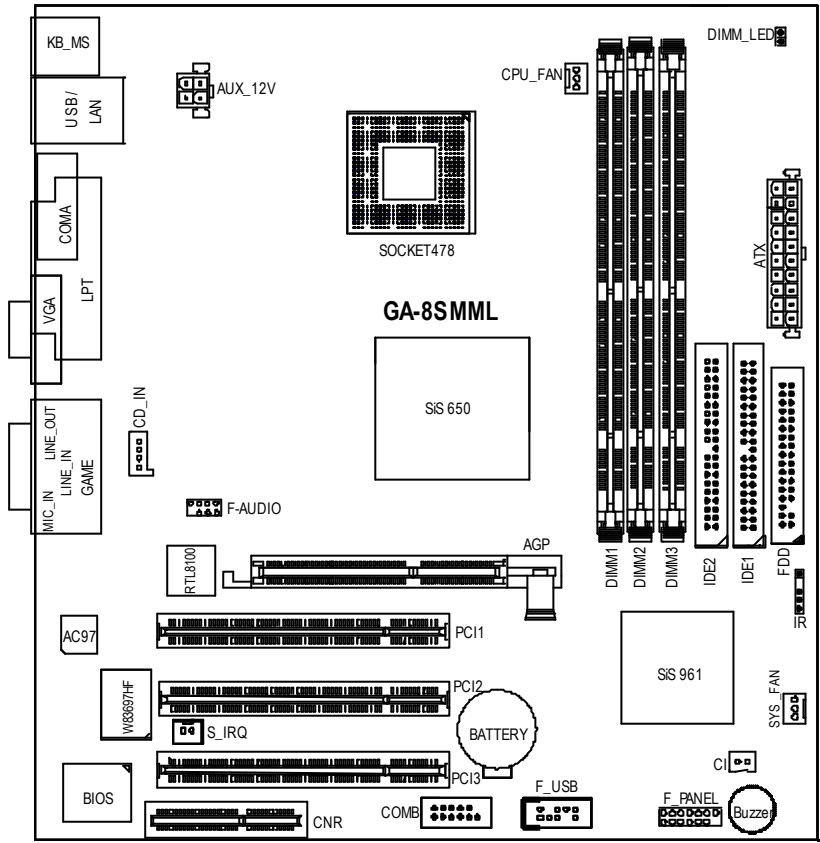 KB_MS
DIMM_LED
CPU_FAN
AUX_12V
USB/
LAN
COMA
LPT
SOCKET478
ATX
VGA
GA-8SMML
SiS 650
CD_IN
LINE_OUT
MIC_IN
LINE_IN
GAME
F-AUDIO
AGP
DIMM1
DIMM2
DIMM3
IDE2
IDE1
FDD
RTL8100
IR
AC97
PCI1
SiS 961
PCI2
SYS_FAN
W83697HF
S_IRQ
BATTERY
CI
PCI3
BIOS
COMB
F_USB
F_PANEL
Buzzer
CNR